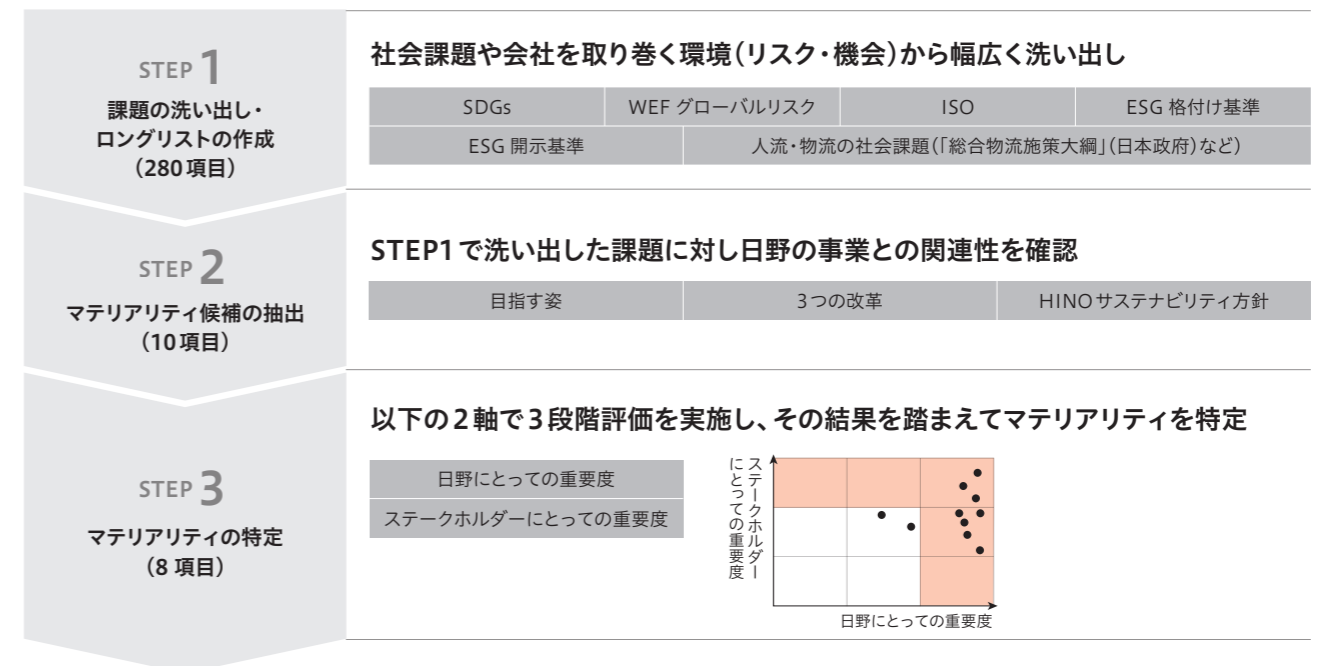 STEP 1
課題の洗い出し・
ロングリストの作成
（280項目）
社会課題や会社を取り巻く環境（リスク・機会）から幅広く洗い出し
SDGs
WEF グローバルリスク
ISO
ESG 格付け基準
ESG 開示基準
人流・物流の社会課題（「総合物流施策大綱」（日本政府）など）
STEP 2
マテリアリティ候補の抽出
（10項目）
STEP1で洗い出した課題に対し日野の事業との関連性を確認
目指す姿
3つの改革
HINOサステナビリティ方針
STEP 3
マテリアリティの特定
（8 項目）
以下の2軸で3段階評価を実施し、その結果を踏まえてマテリアリティを特定
日野にとっての重要度
ステークホルダーにとっての重要度
ステークホルダー
にとっての重要度
日野にとっての重要度